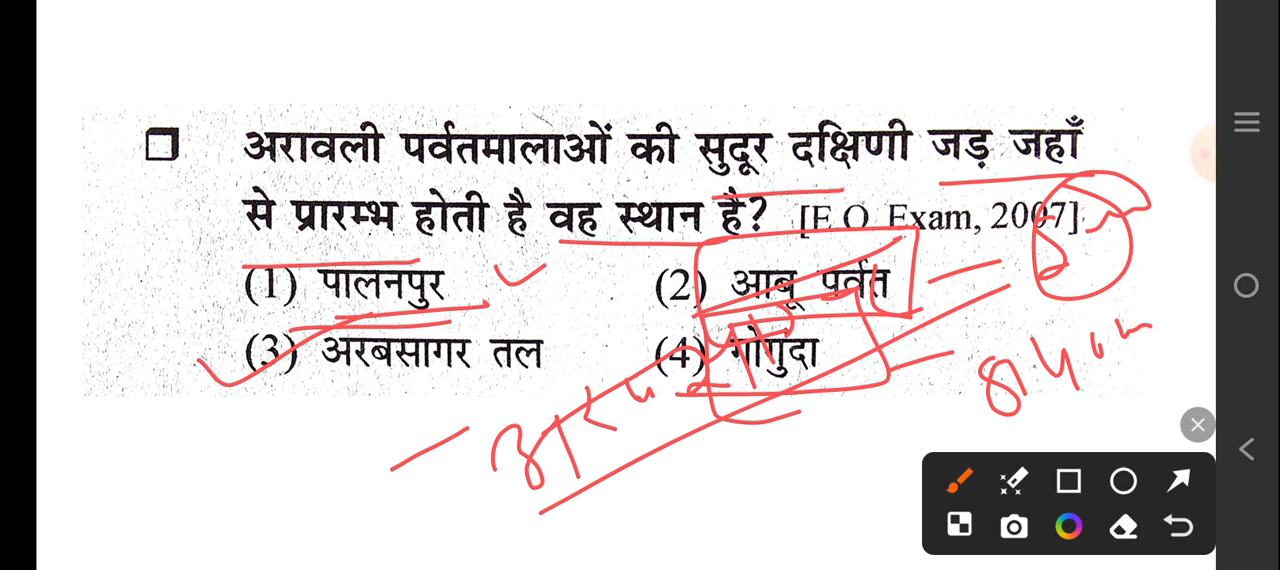 अरावली पर्वतमालाओं की सुदूर दक्षिणी जड़ जहाँ
से प्रारम्भ होती है वह स्थान है? [E O Exam, 2007]
(1) पालनपुर (2) आबू पर्वत
(3) अरबसागर तल (4) गोगुंदा